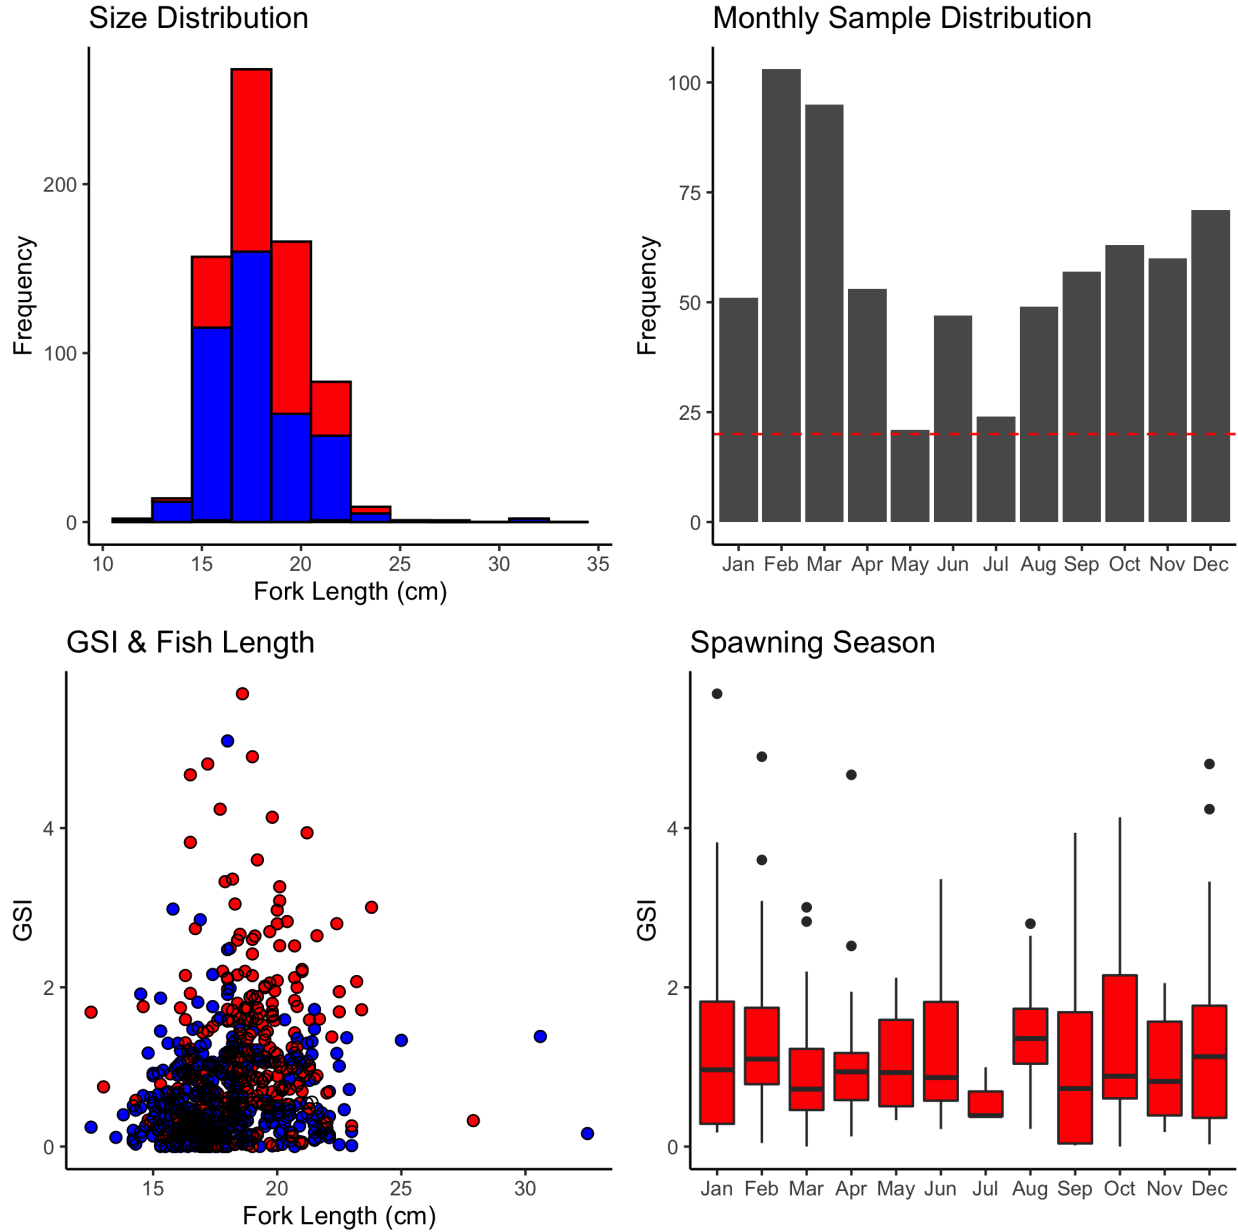 Size Distribution
Frequency
200
100
0
10 15 20 25 30 35
Fork Length (cm)
Monthly Sample Distribution
Frequency
100
75
50
25
0
Jan Feb Mar Apr May Jun Jul Aug Sep Oct Nov Dec
GSI & Fish Length
GSI
4
2
0
15 20 25 30
Fork Length (cm)
Spawning Season
GSI
4
2
0
Jan Feb Mar Apr May Jun Jul Aug Sep Oct Nov Dec